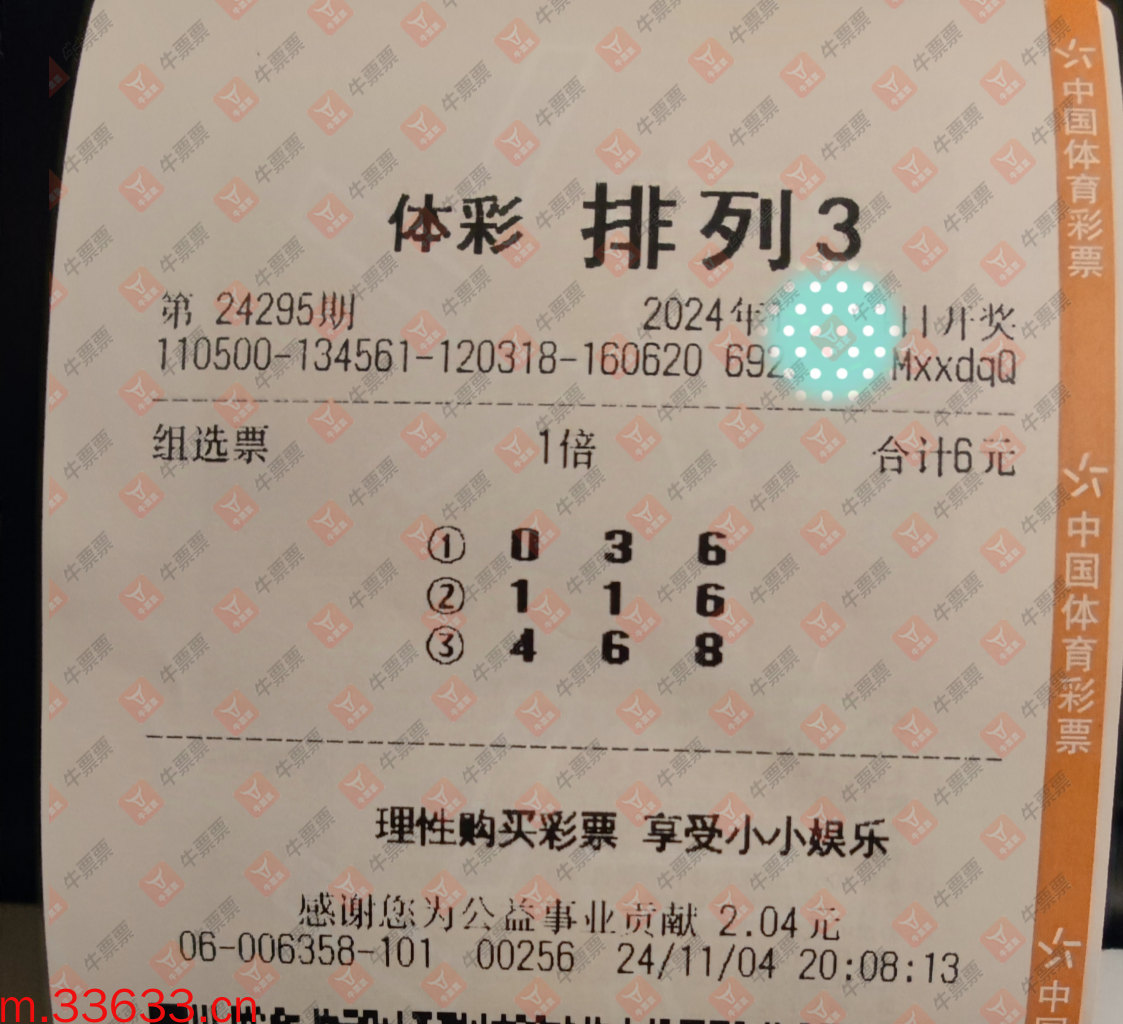 体彩 排列3
第 24295期 2024年 日开奖
110500-134561-120318-160620 692 MxxdqQ
组选票 1倍 合计6元
① 0 3 6
② 1 1 6
③ 4 6 8
理性购买彩票 享受小小娱乐
感谢您为公益事业贡献 2.04元
06-006358-101 00256 24/11/04 20:08:13
中国体育彩票
中国体育彩票
中国
牛票票
m.33633.cn